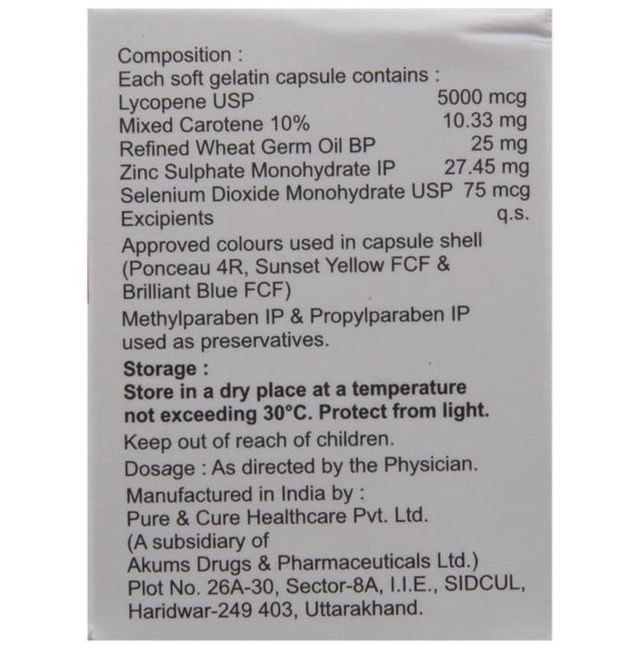 Composition :
Each soft gelatin capsule contains :
Lycopene USP 5000 mcg
Mixed Carotene 10% 10.33 mg
Refined Wheat Germ Oil BP 25 mg
Zinc Sulphate Monohydrate IP 27.45 mg
Selenium Dioxide Monohydrate USP 75 mcg
Excipients q.s.
Approved colours used in capsule shell
(Ponceau 4R, Sunset Yellow FCF &
Brilliant Blue FCF)
Methylparaben IP & Propylparaben IP
used as preservatives.
Storage :
Store in a dry place at a temperature
not exceeding 30°C. Protect from light.
Keep out of reach of children.
Dosage : As directed by the Physician.
Manufactured in India by :
Pure & Cure Healthcare Pvt. Ltd.
(A subsidiary of
Akums Drugs & Pharmaceuticals Ltd.)
Plot No. 26A-30, Sector-8A, I.I.E., SIDCUL,
Haridwar-249 403, Uttarakhand.